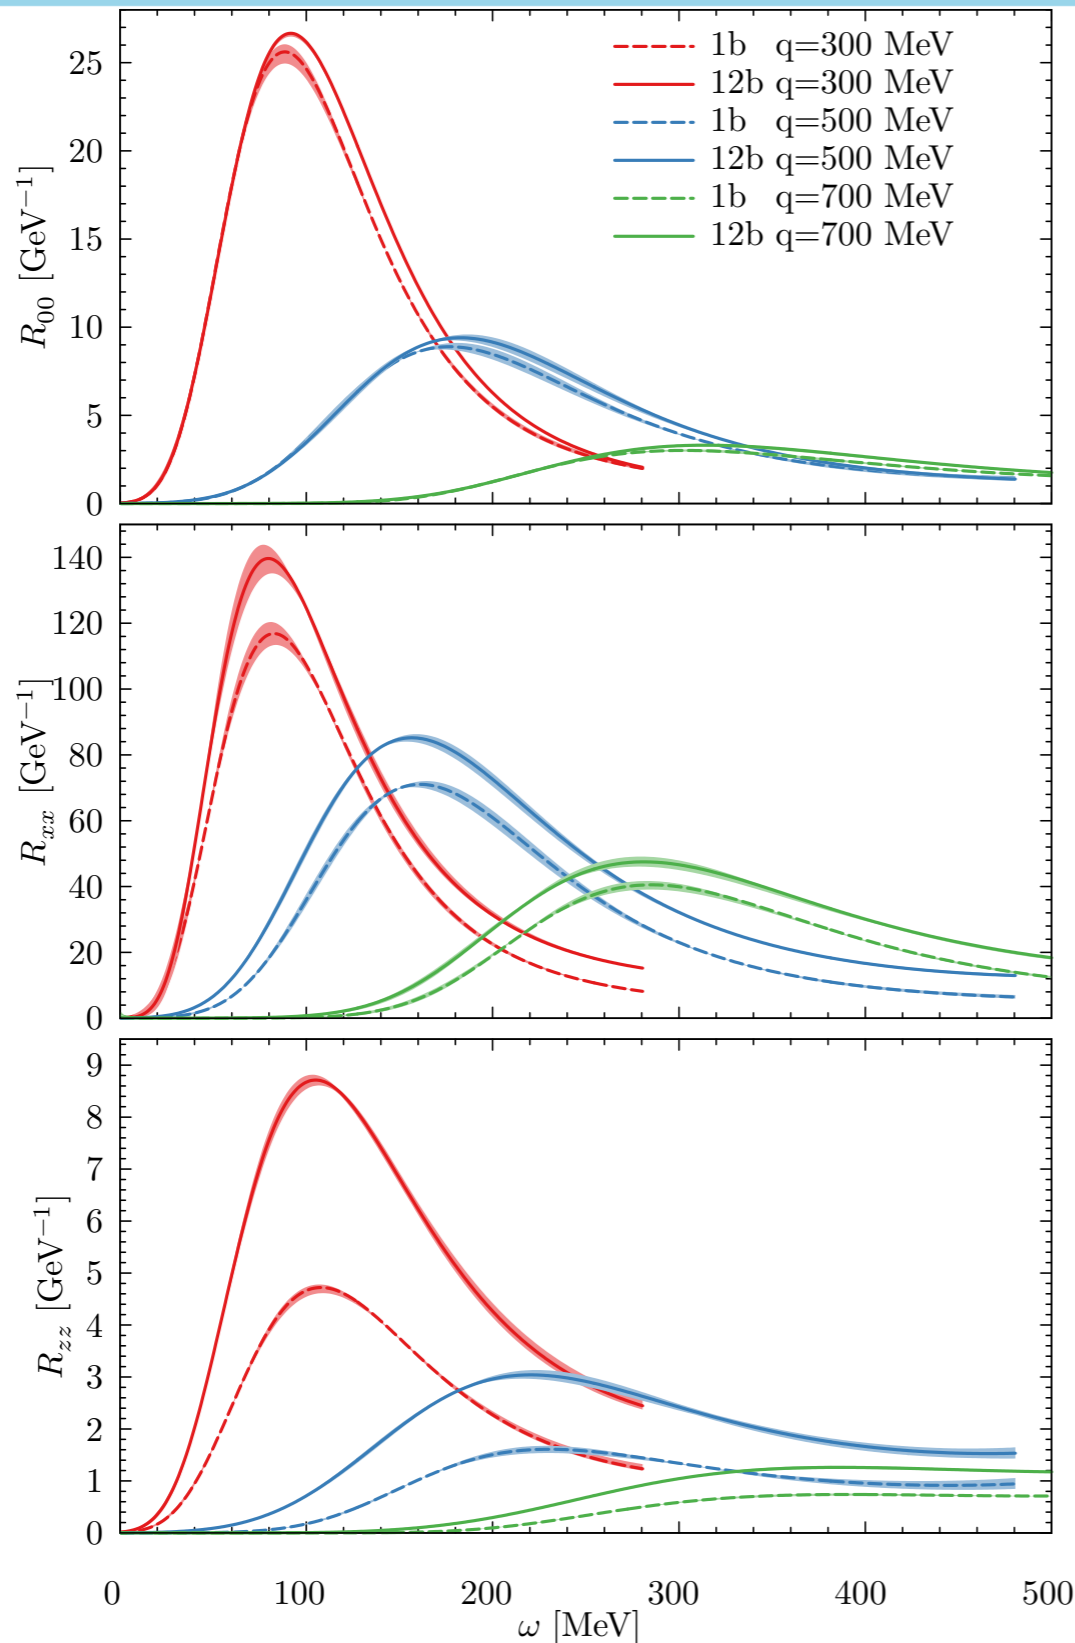 1b q=300 MeV
12b q=300 MeV
1b q=500 MeV
12b q=500 MeV
1b q=700 MeV
12b q=700 MeV
R₀₀ [GeV⁻¹]
25
20
15
10
5
0
Rₓₓ [GeV⁻¹]
140
120
100
80
60
40
20
0
R_zz [GeV⁻¹]
9
8
7
6
5
4
3
2
1
0
0 100 200 300 400 500
ω [MeV]